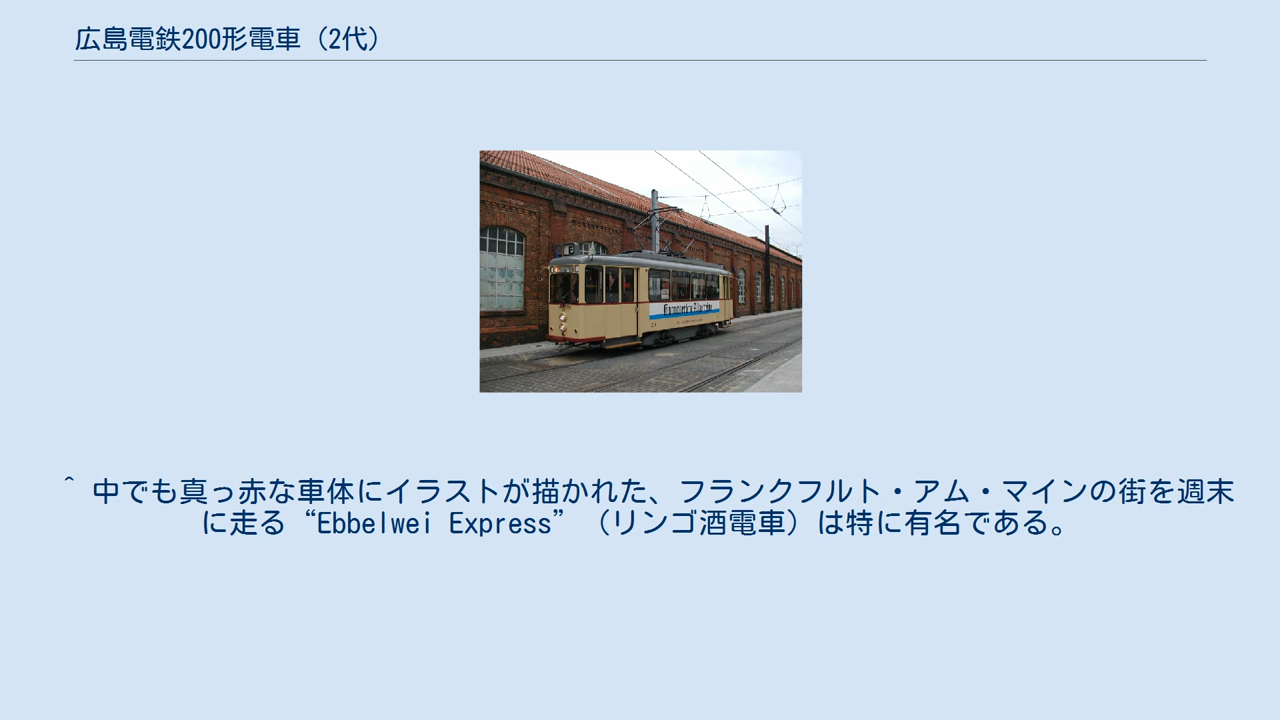 広島電鉄200形電車（2代）
^ 中でも真っ赤な車体にイラストが描かれた、フランクフルト・アム・マインの街を週末
に走る“Ebbelwei Express”（リンゴ酒電車）は特に有名である。